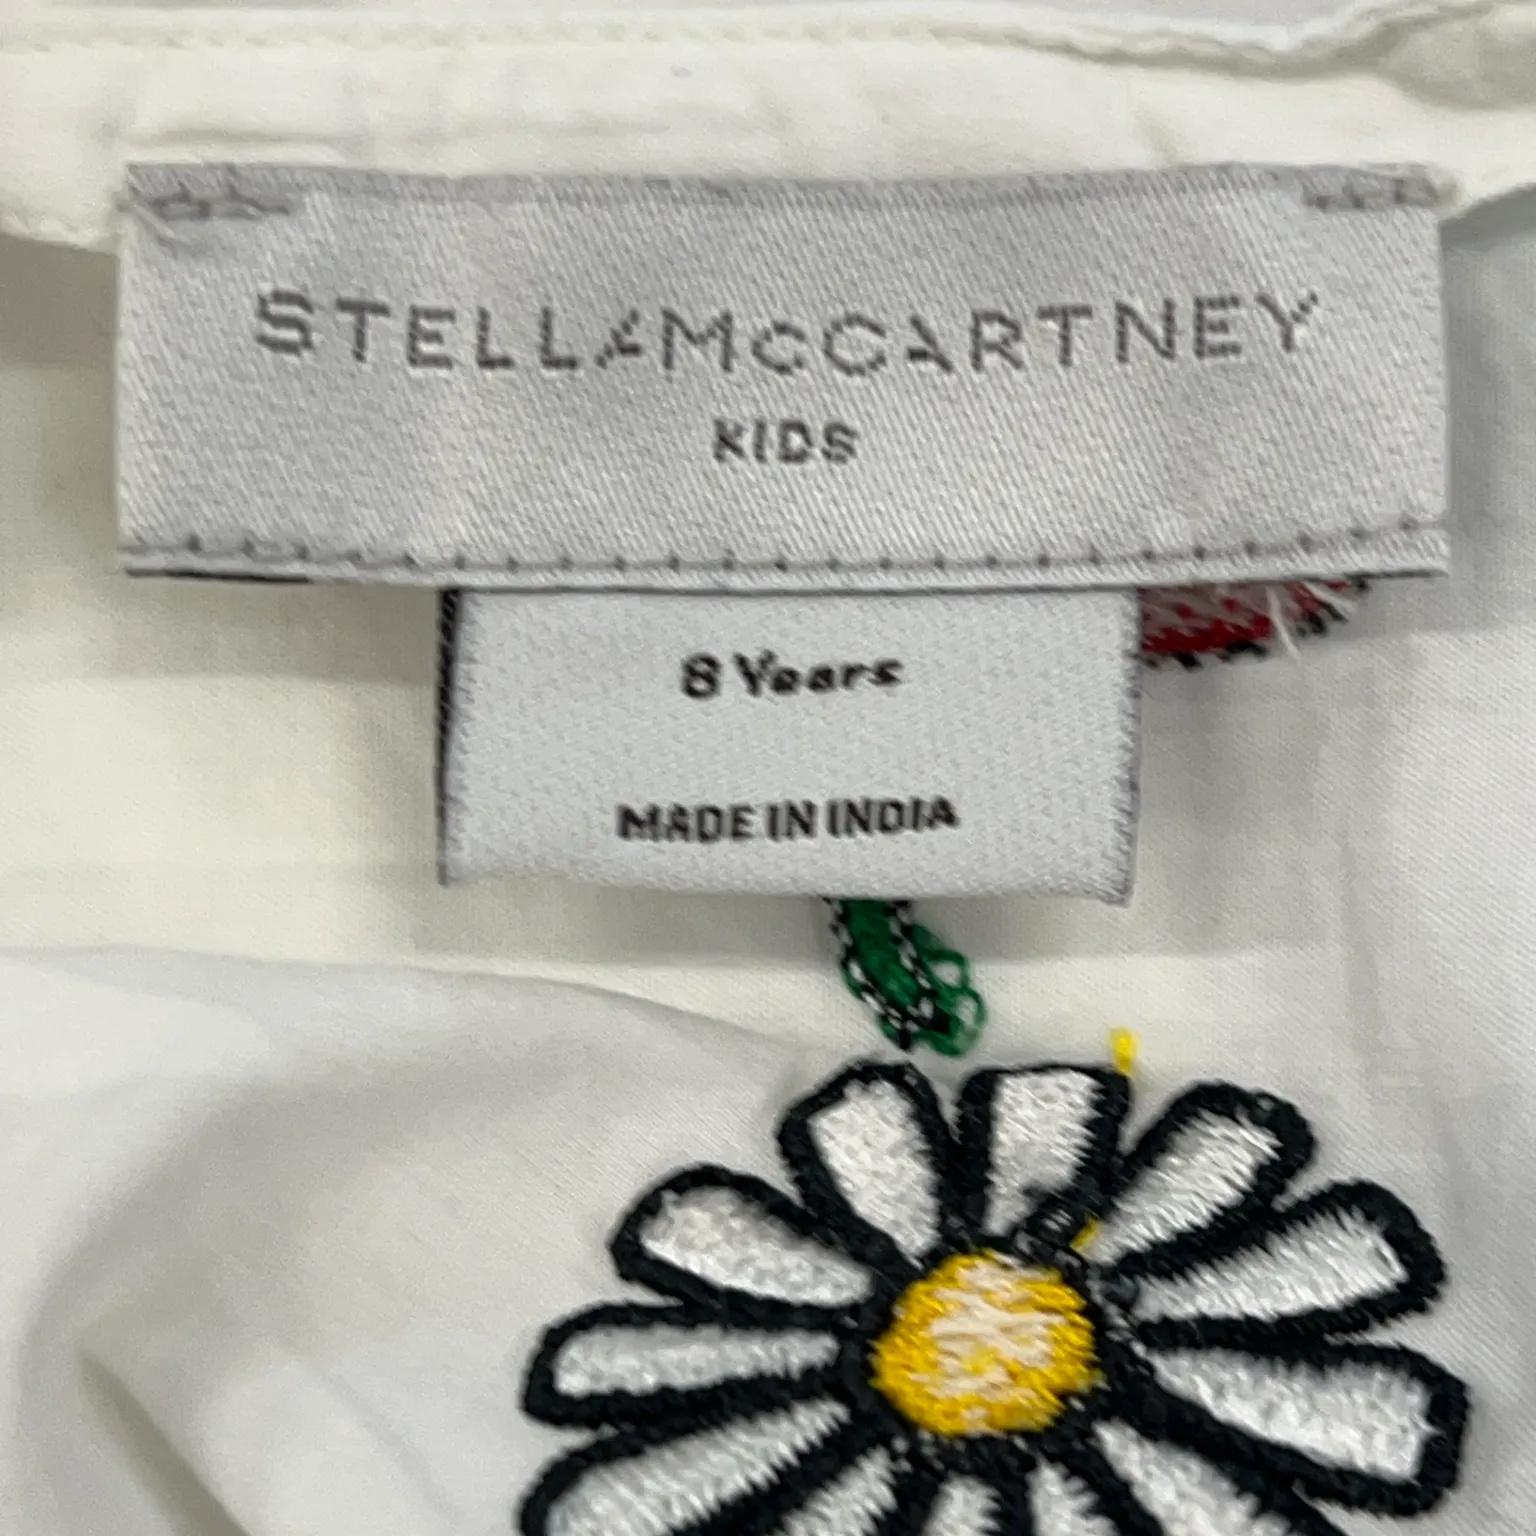 STELLAMcCARTNEY
KIDS
8 Years
MADE IN INDIA